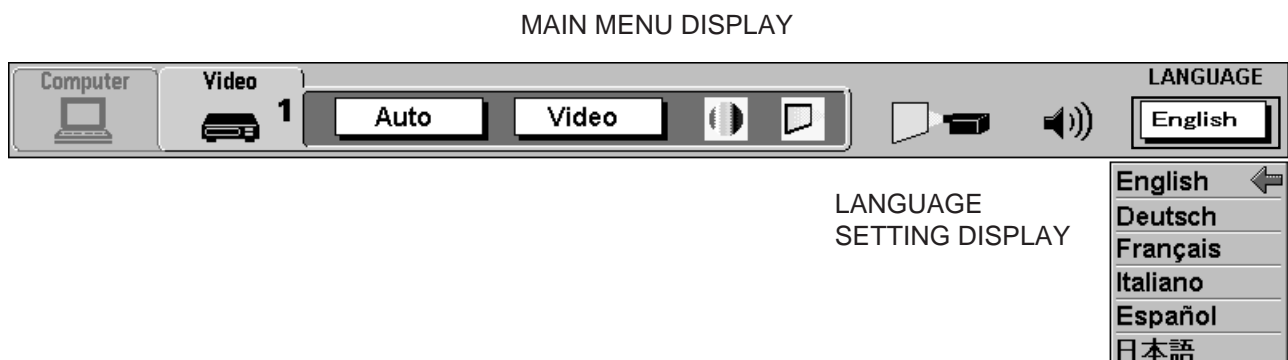 MAIN MENU DISPLAY
Computer
Video
LANGUAGE
1
Auto
Video
English
LANGUAGE
SETTING DISPLAY
English
Deutsch
Français
Italiano
Español
日本語